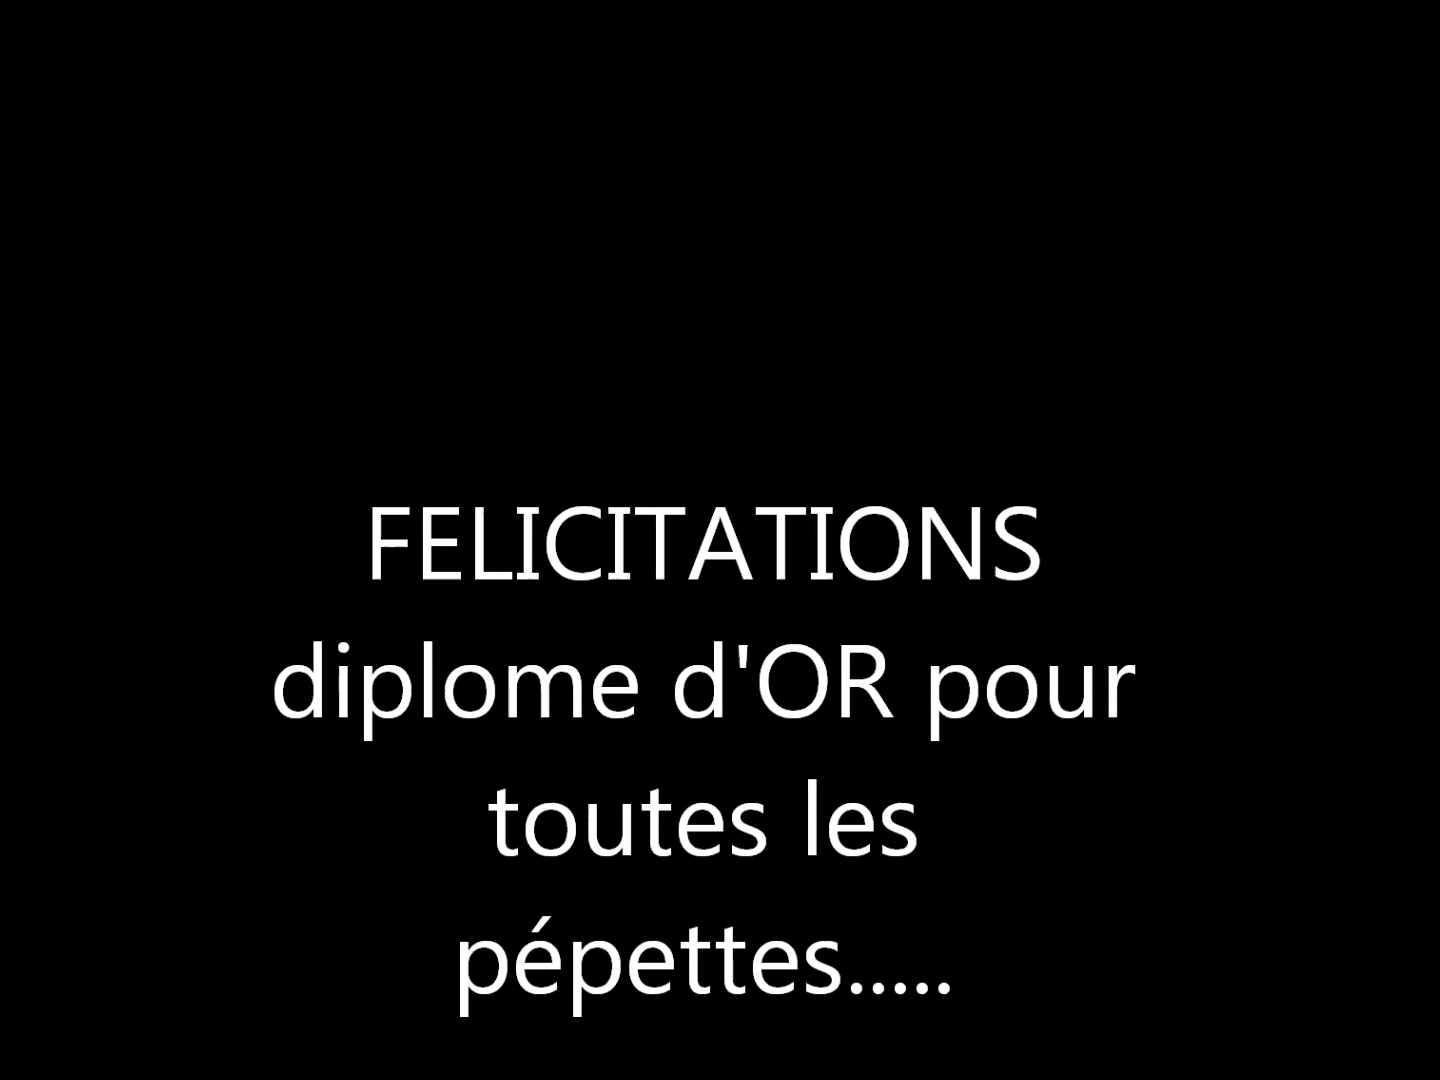 FELICITATIONS
diplome d'OR pour
toutes les
pépettes.....